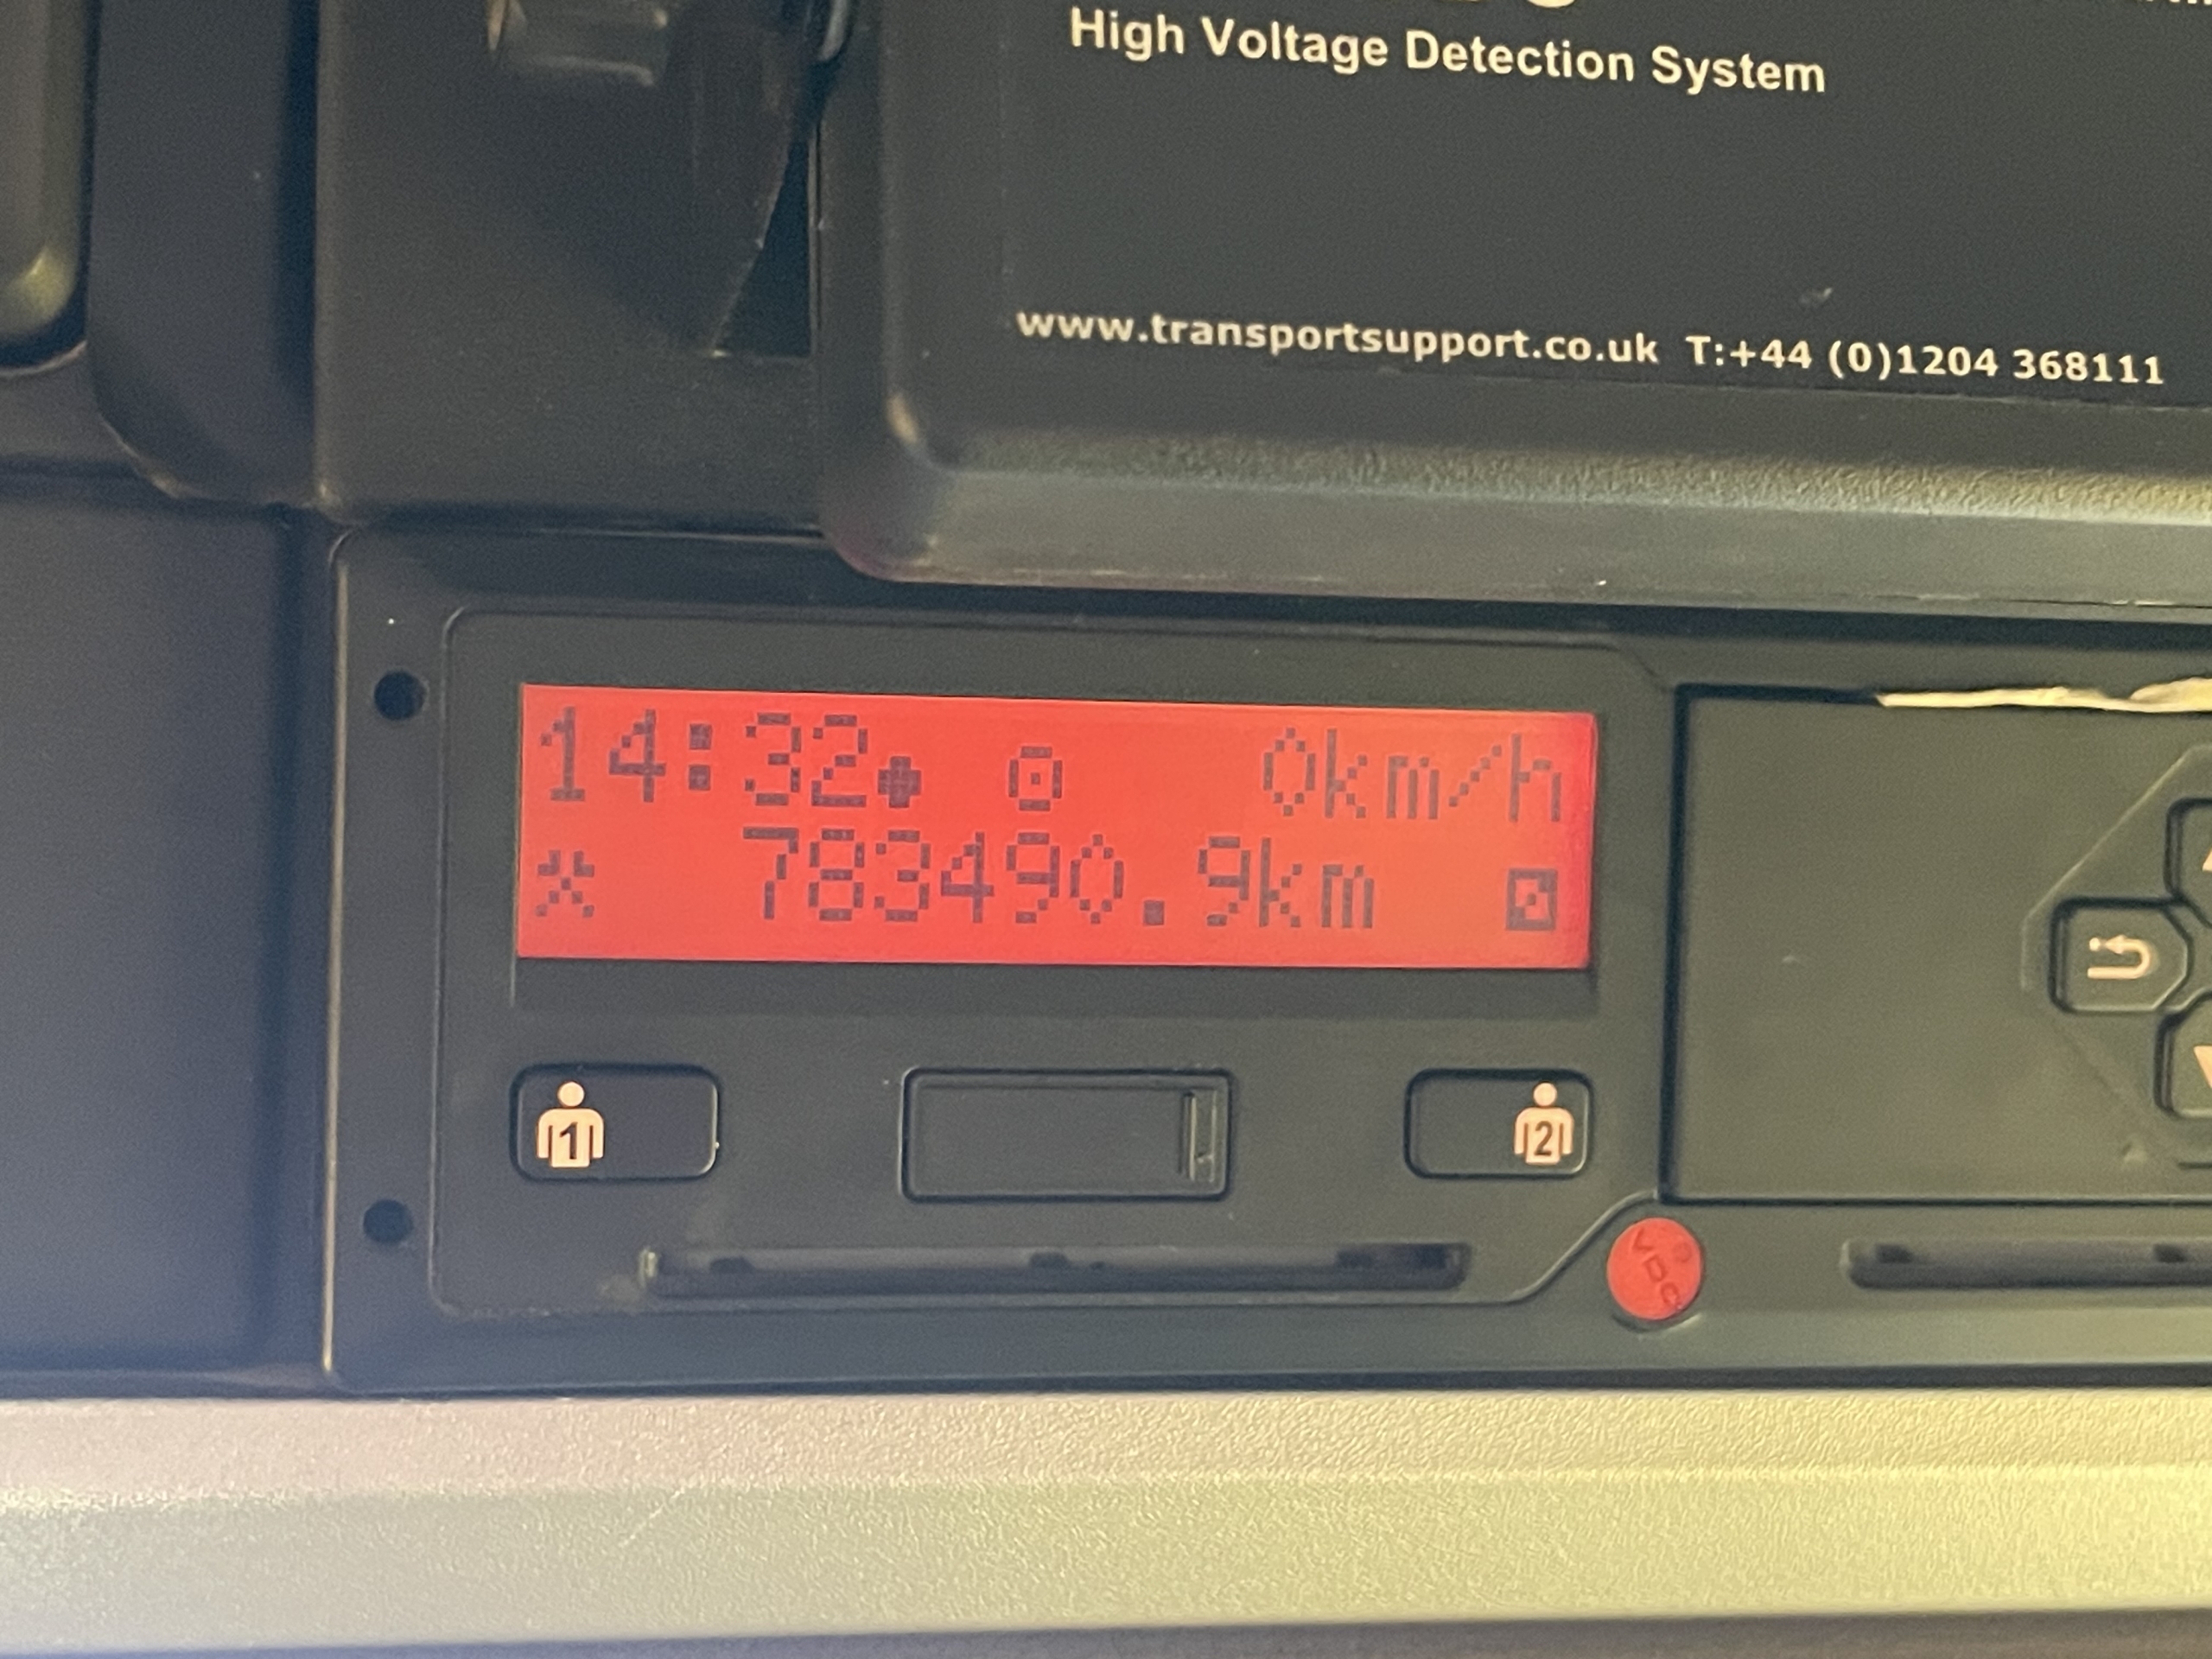 High Voltage Detection System
www.transportsupport.co.uk T:+44 (0)1204 368111
14:32 0km/h
783490.9km
1
2
VDO